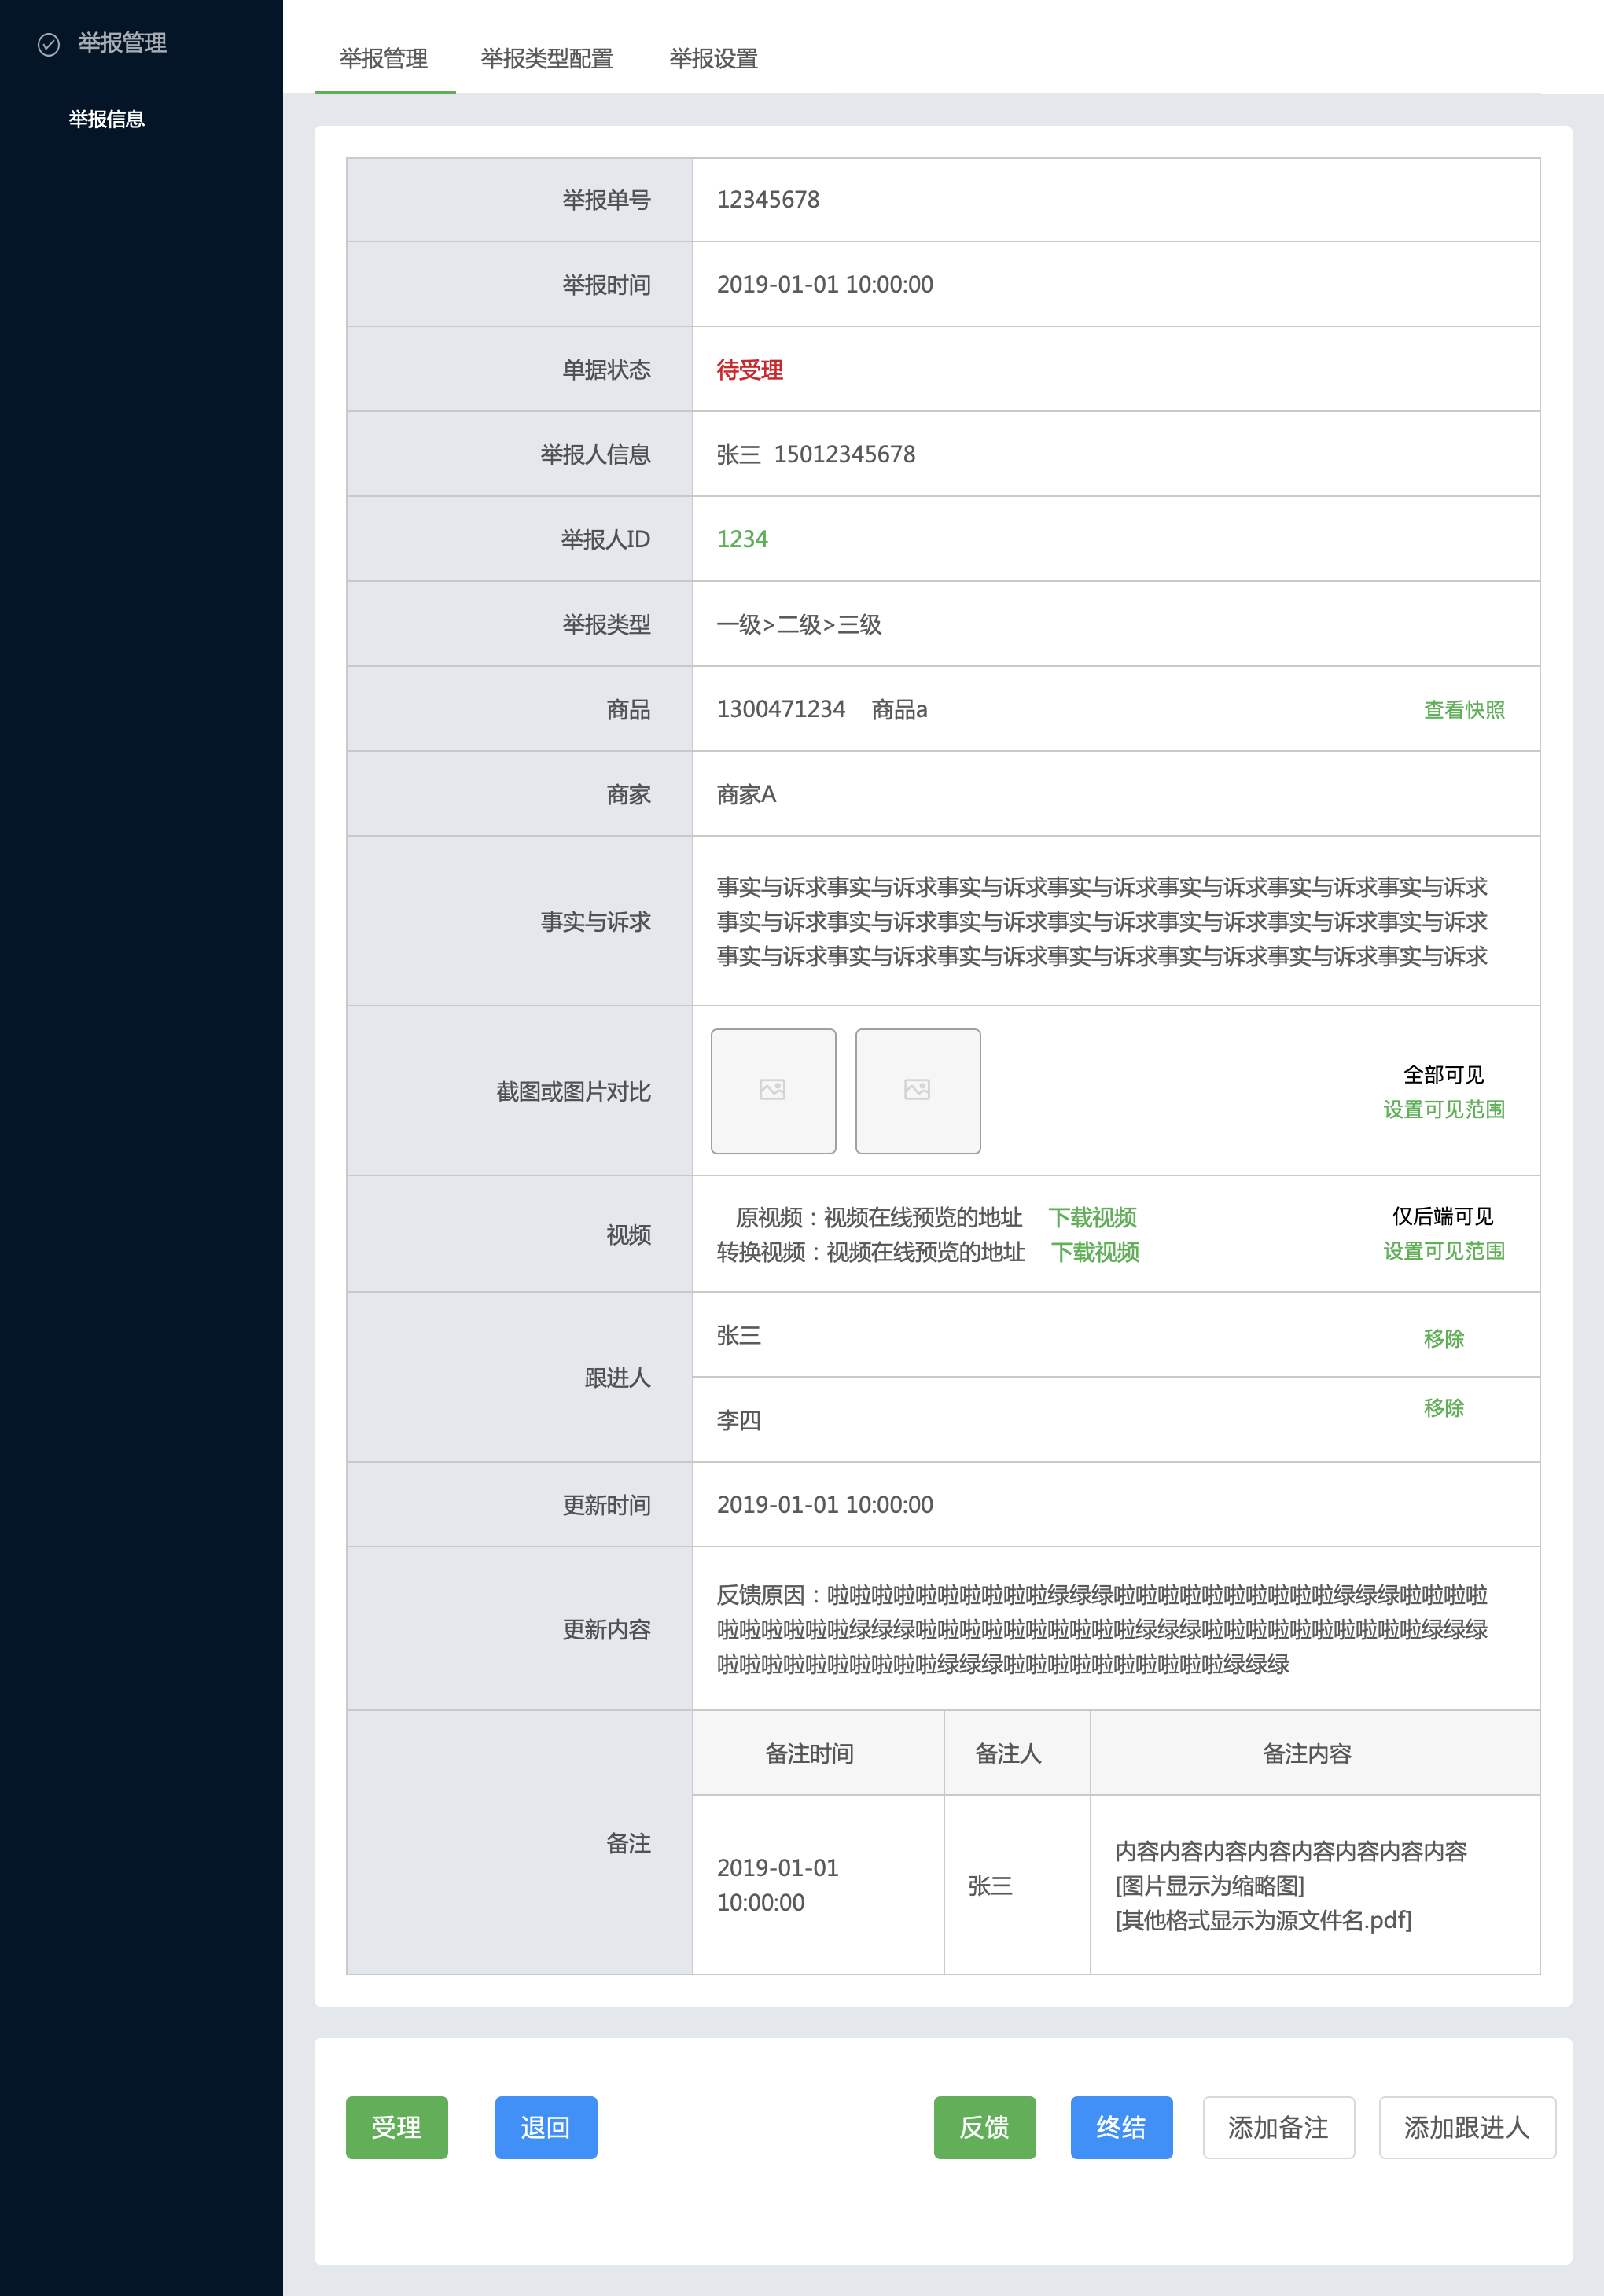 举报管理
举报信息
举报管理 举报类型配置 举报设置
举报单号 12345678
举报时间 2019-01-01 10:00:00
单据状态 待受理
举报人信息 张三 15012345678
举报人ID 1234
举报类型 一级>二级>三级
商品 1300471234 商品a 查看快照
商家 商家A
事实与诉求
事实与诉求事实与诉求事实与诉求事实与诉求事实与诉求事实与诉求事实与诉求
事实与诉求事实与诉求事实与诉求事实与诉求事实与诉求事实与诉求事实与诉求
事实与诉求事实与诉求事实与诉求事实与诉求事实与诉求事实与诉求事实与诉求
截图或图片对比
全部可见
设置可见范围
视频
原视频：视频在线预览的地址 下载视频
转换视频：视频在线预览的地址 下载视频
仅后端可见
设置可见范围
跟进人
张三 移除
李四 移除
更新时间 2019-01-01 10:00:00
更新内容
反馈原因：啦啦啦啦啦啦啦啦啦啦绿绿绿啦啦啦啦啦啦啦啦啦啦绿绿绿啦啦啦啦
啦啦啦啦啦啦绿绿绿啦啦啦啦啦啦啦啦啦啦绿绿绿啦啦啦啦啦啦啦啦啦啦绿绿绿
啦啦啦啦啦啦啦啦啦啦绿绿绿啦啦啦啦啦啦啦啦啦啦绿绿绿
备注
备注时间 备注人 备注内容
2019-01-01
10:00:00
张三
内容内容内容内容内容内容内容内容
[图片显示为缩略图]
[其他格式显示为源文件名.pdf]
受理 退回 反馈 终结 添加备注 添加跟进人